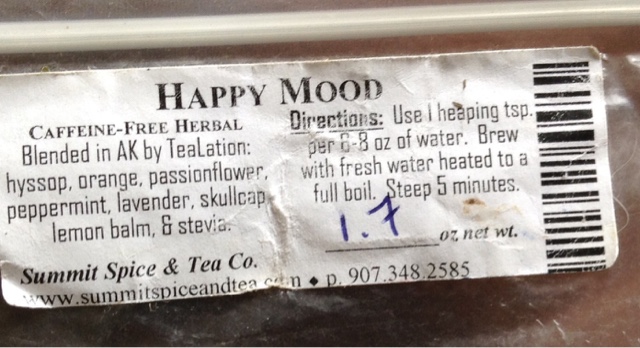 HAPPY MOOD
CAFFEINE-FREE HERBAL
Blended in AK by TeaLation:
hyssop, orange, passionflower,
peppermint, lavender, skullcap
lemon balm, & stevia.
Directions: Use 1 heaping tsp.
per 6-8 oz of water. Brew
with fresh water heated to a
full boil. Steep 5 minutes.
1.7 oz net wt.
Summit Spice & Tea Co.
www.summitspiceandtea.com ◆ p. 907.348.2585